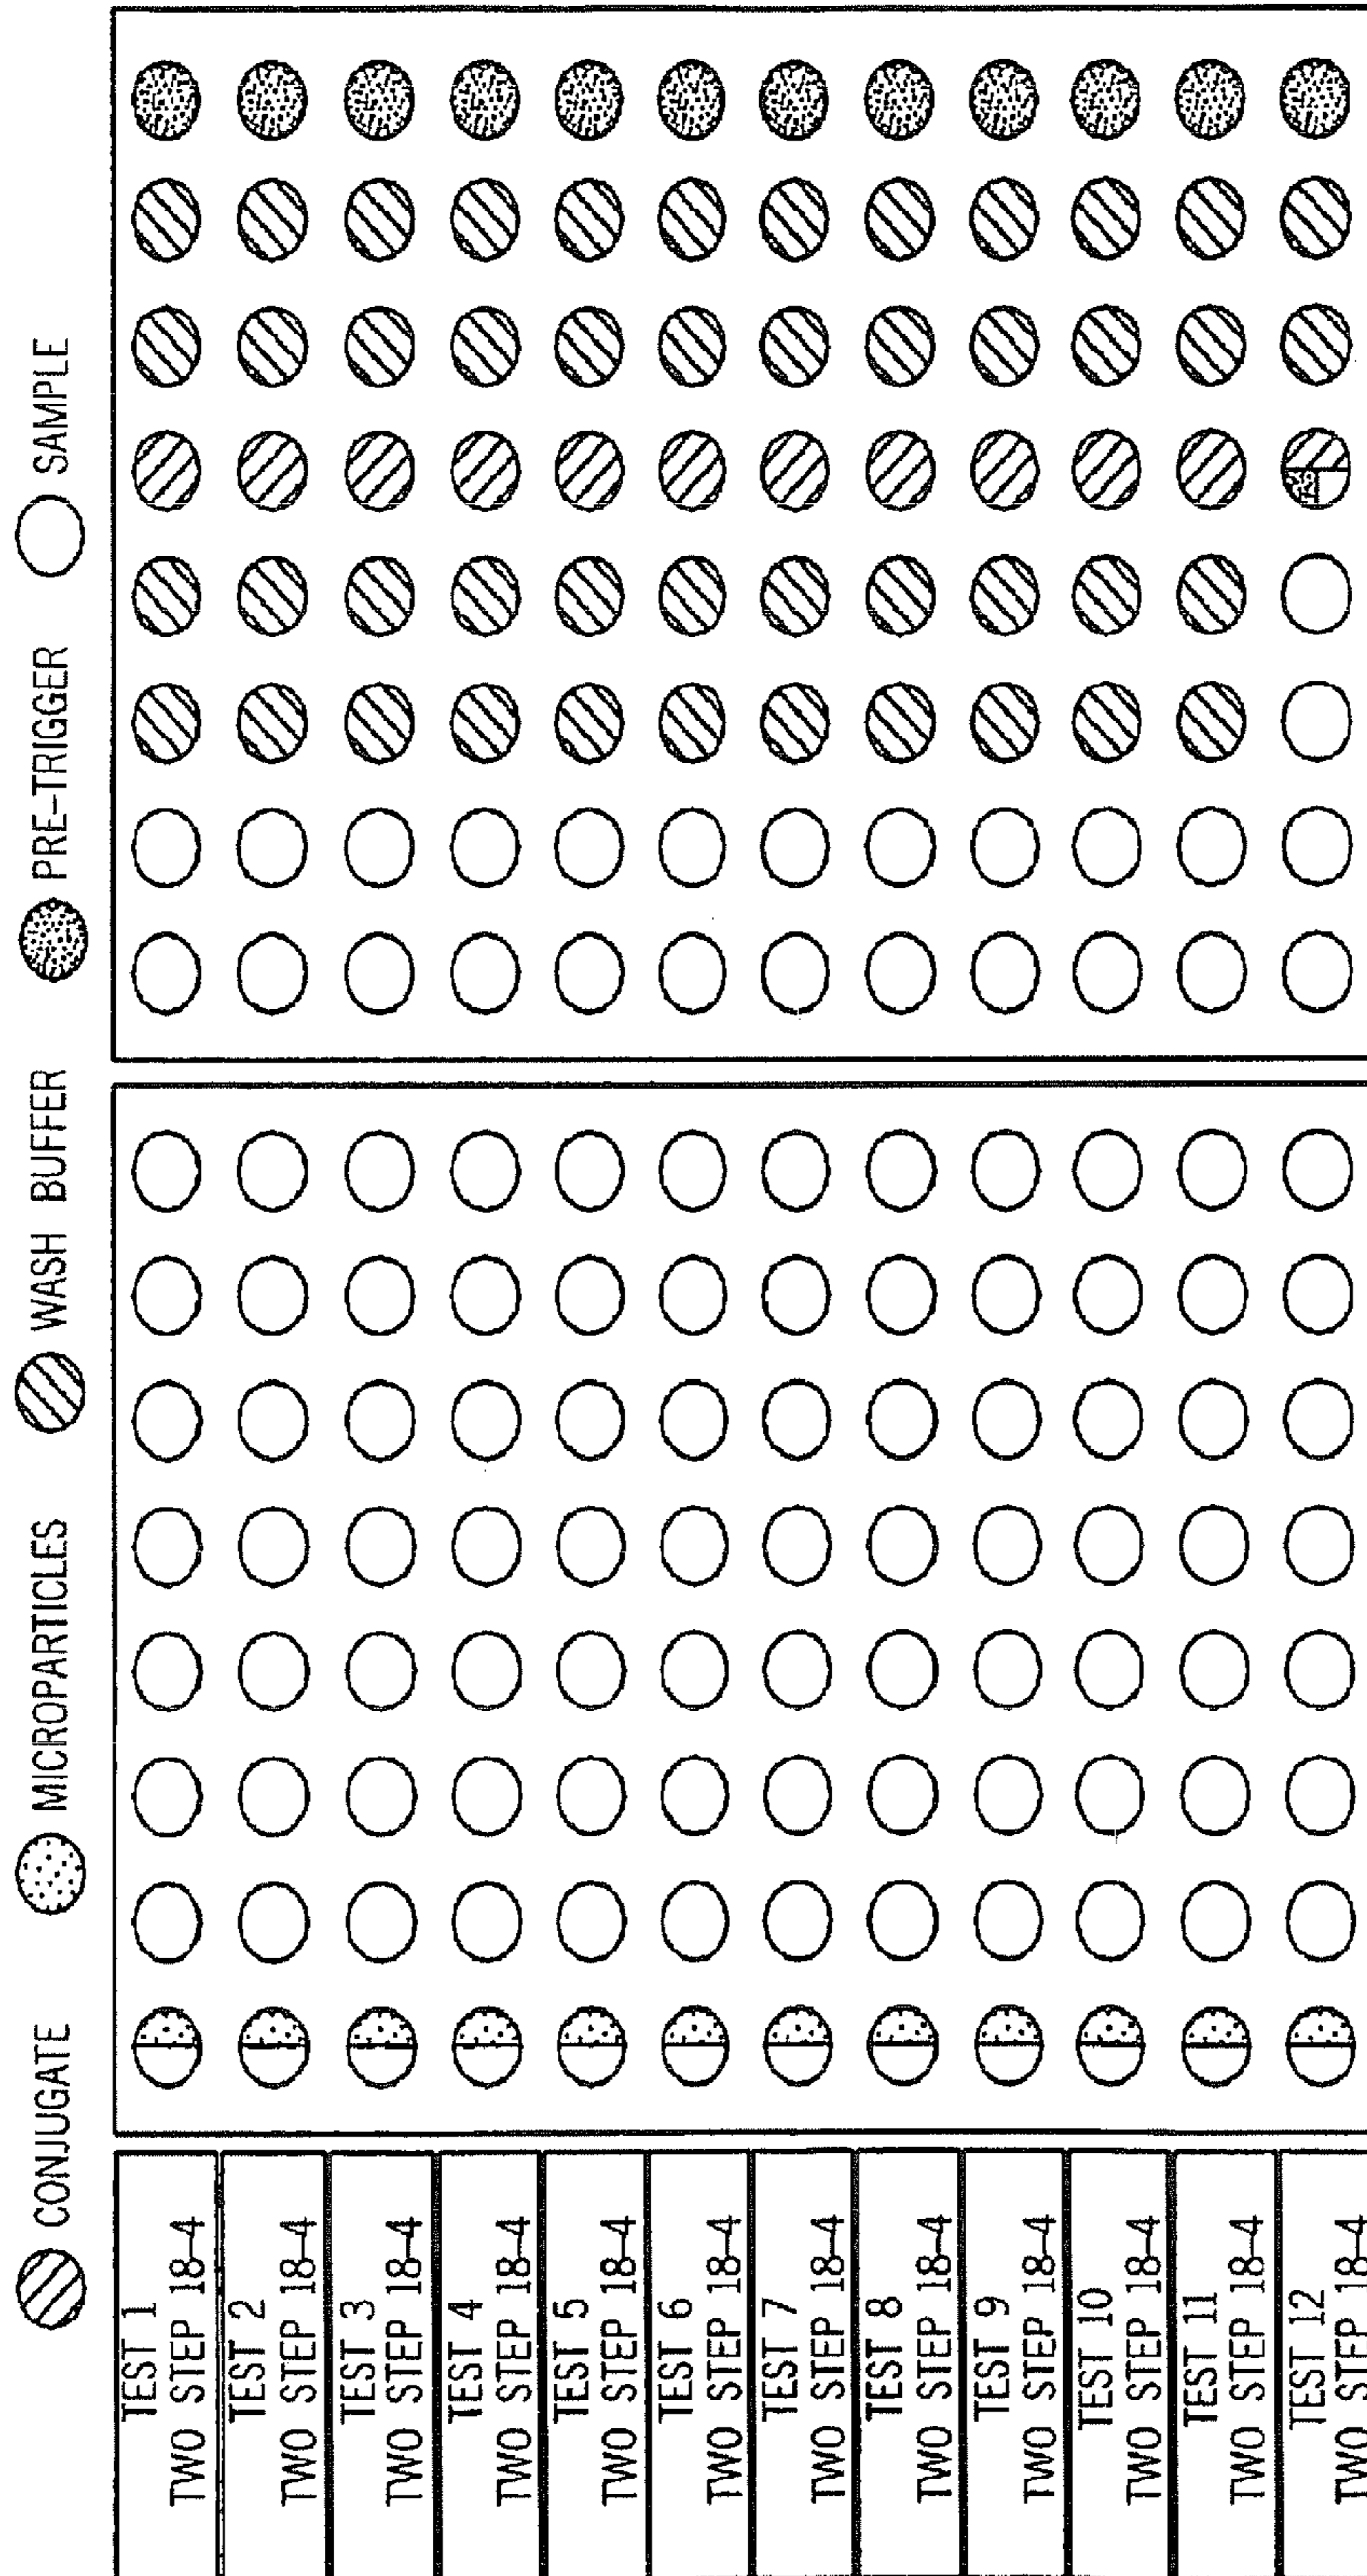 CONJUGATE
MICROPARTICLES
WASH BUFFER
PRE-TRIGGER
SAMPLE
TEST 1
TWO STEP 18-4
TEST 2
TWO STEP 18-4
TEST 3
TWO STEP 18-4
TEST 4
TWO STEP 18-4
TEST 5
TWO STEP 18-4
TEST 6
TWO STEP 18-4
TEST 7
TWO STEP 18-4
TEST 8
TWO STEP 18-4
TEST 9
TWO STEP 18-4
TEST 10
TWO STEP 18-4
TEST 11
TWO STEP 18-4
TEST 12
TWO STEP 18-4